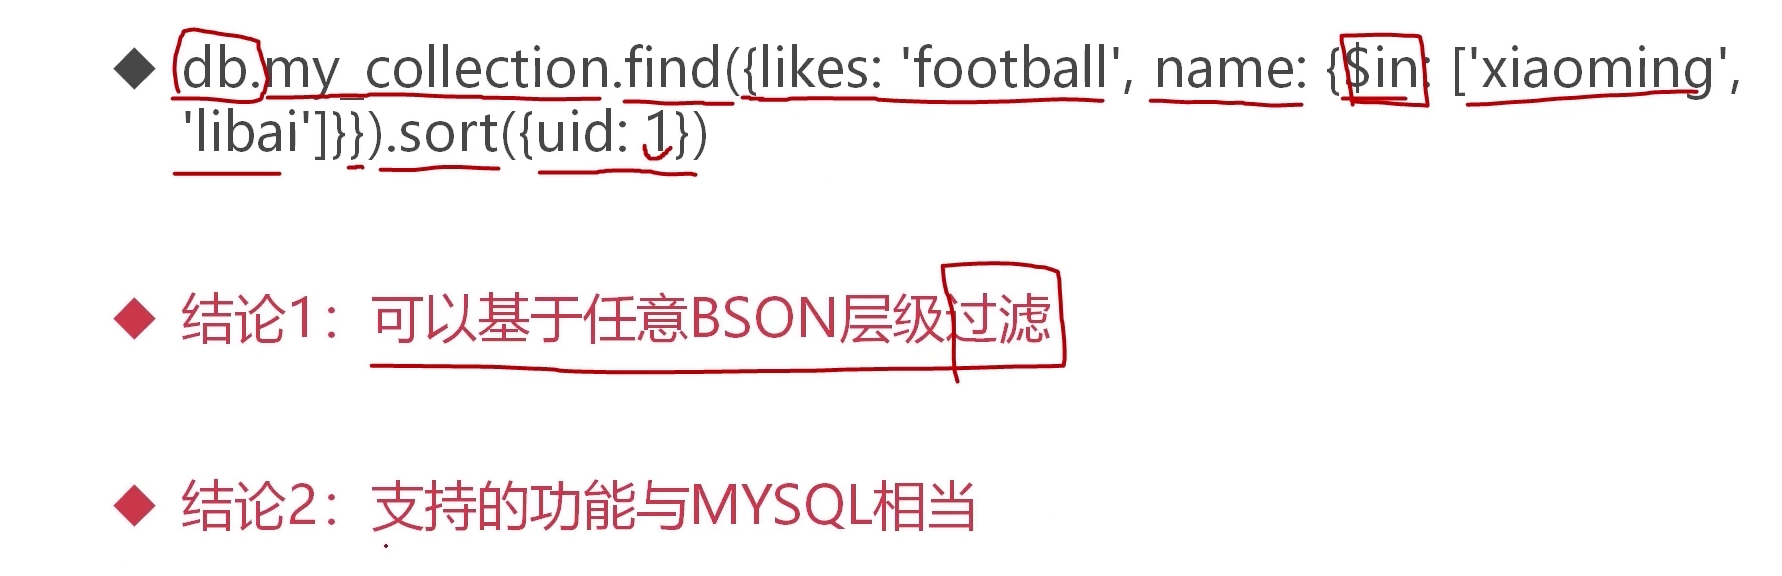 ◆ db.my_collection.find({likes: 'football', name: {$in: ['xiaoming',
'libai']}}).sort({uid: 1})
◆ 结论1：可以基于任意BSON层级过滤
◆ 结论2：支持的功能与MYSQL相当